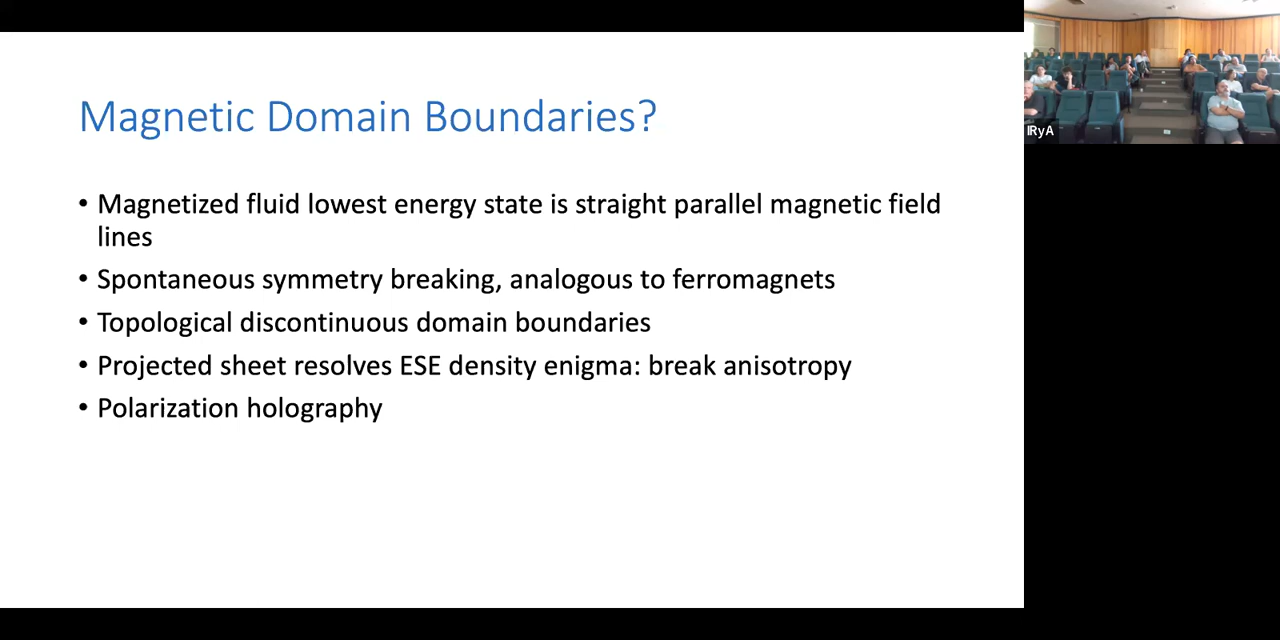 Magnetic Domain Boundaries?
• Magnetized fluid lowest energy state is straight parallel magnetic field
lines
• Spontaneous symmetry breaking, analogous to ferromagnets
• Topological discontinuous domain boundaries
• Projected sheet resolves ESE density enigma: break anisotropy
• Polarization holography
IRyA